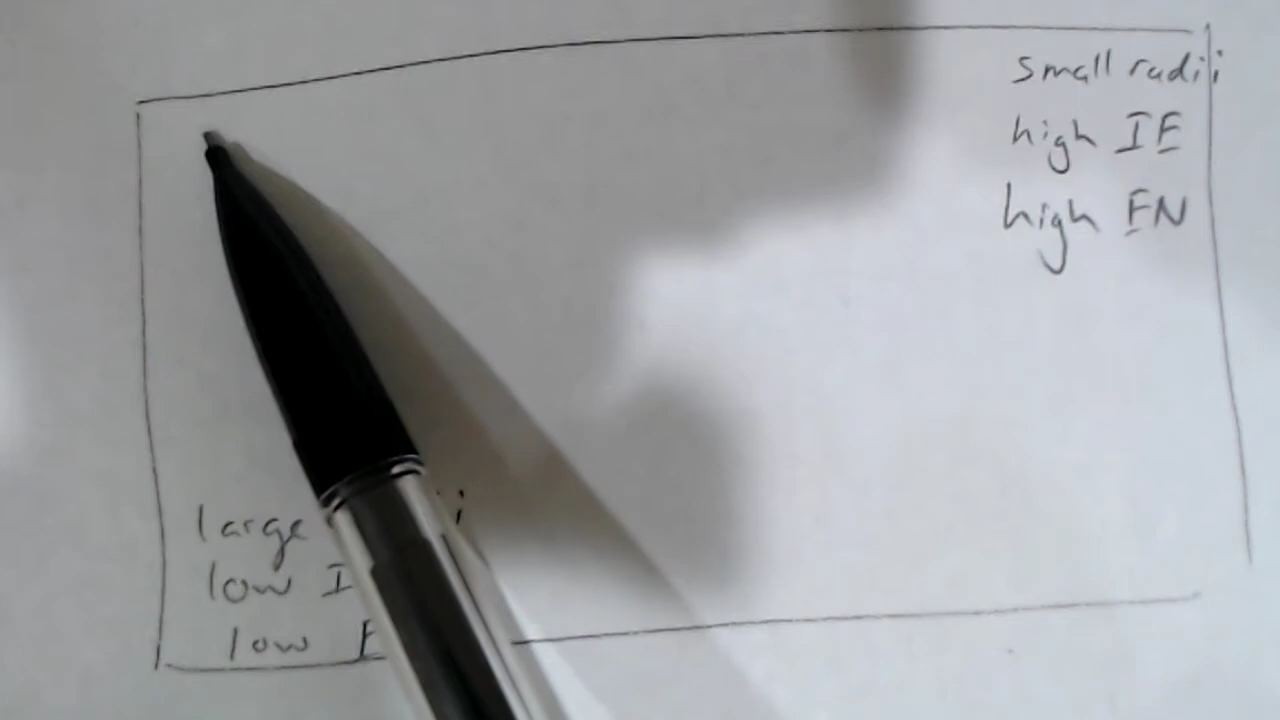 small radii
high IE
high EN
large
low I
low E